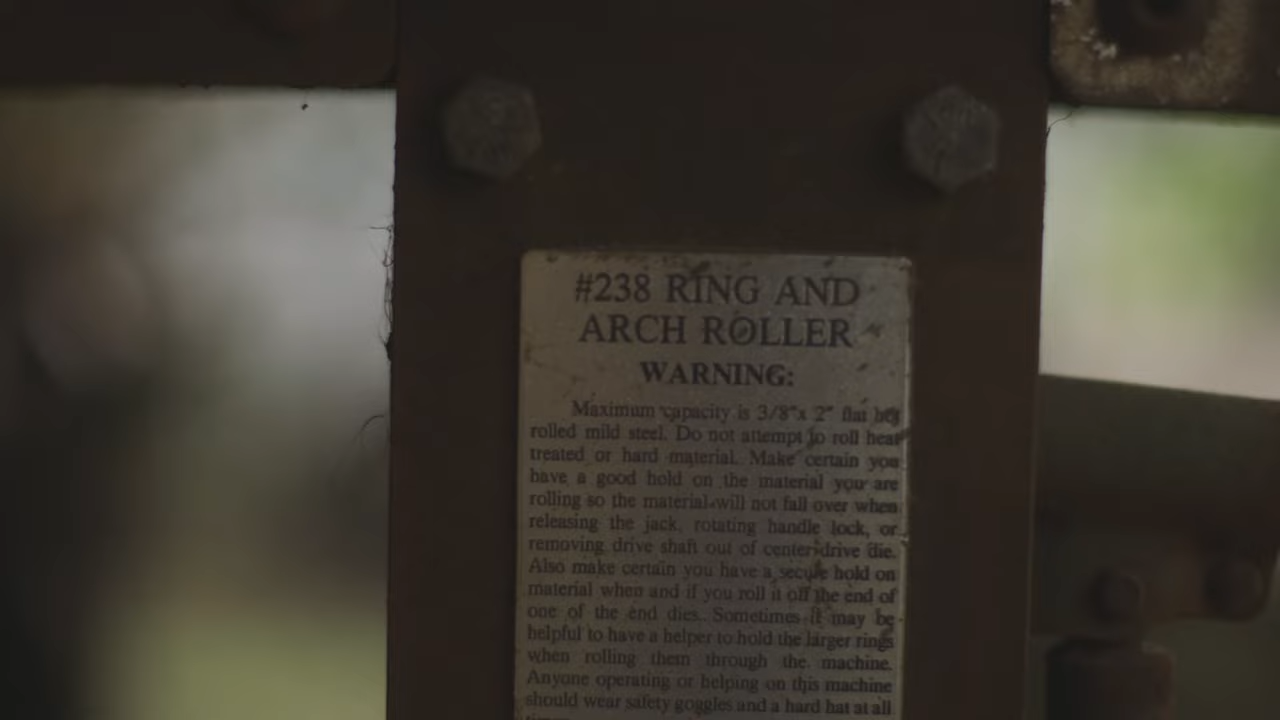 #238 RING AND
ARCH ROLLER
WARNING:
Maximum capacity is 3/8"x 2" flat hot
rolled mild steel. Do not attempt to roll heat
treated or hard material. Make certain you
have a good hold on the material you are
rolling so the material will not fall over when
releasing the jack, rotating handle lock, or
removing drive shaft out of center drive die.
Also make certain you have a secure hold on
material when and if you roll it off the end of
one of the end dies. Sometimes it may be
helpful to have a helper to hold the larger rings
when rolling them through the machine.
Anyone operating or helping on this machine
should wear safety goggles and a hard hat at all